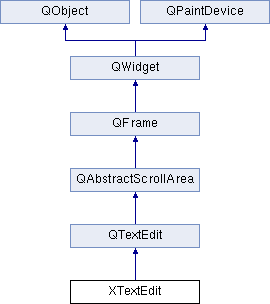 QObject
QPaintDevice
QWidget
QFrame
QAbstractScrollArea
QTextEdit
XTextEdit